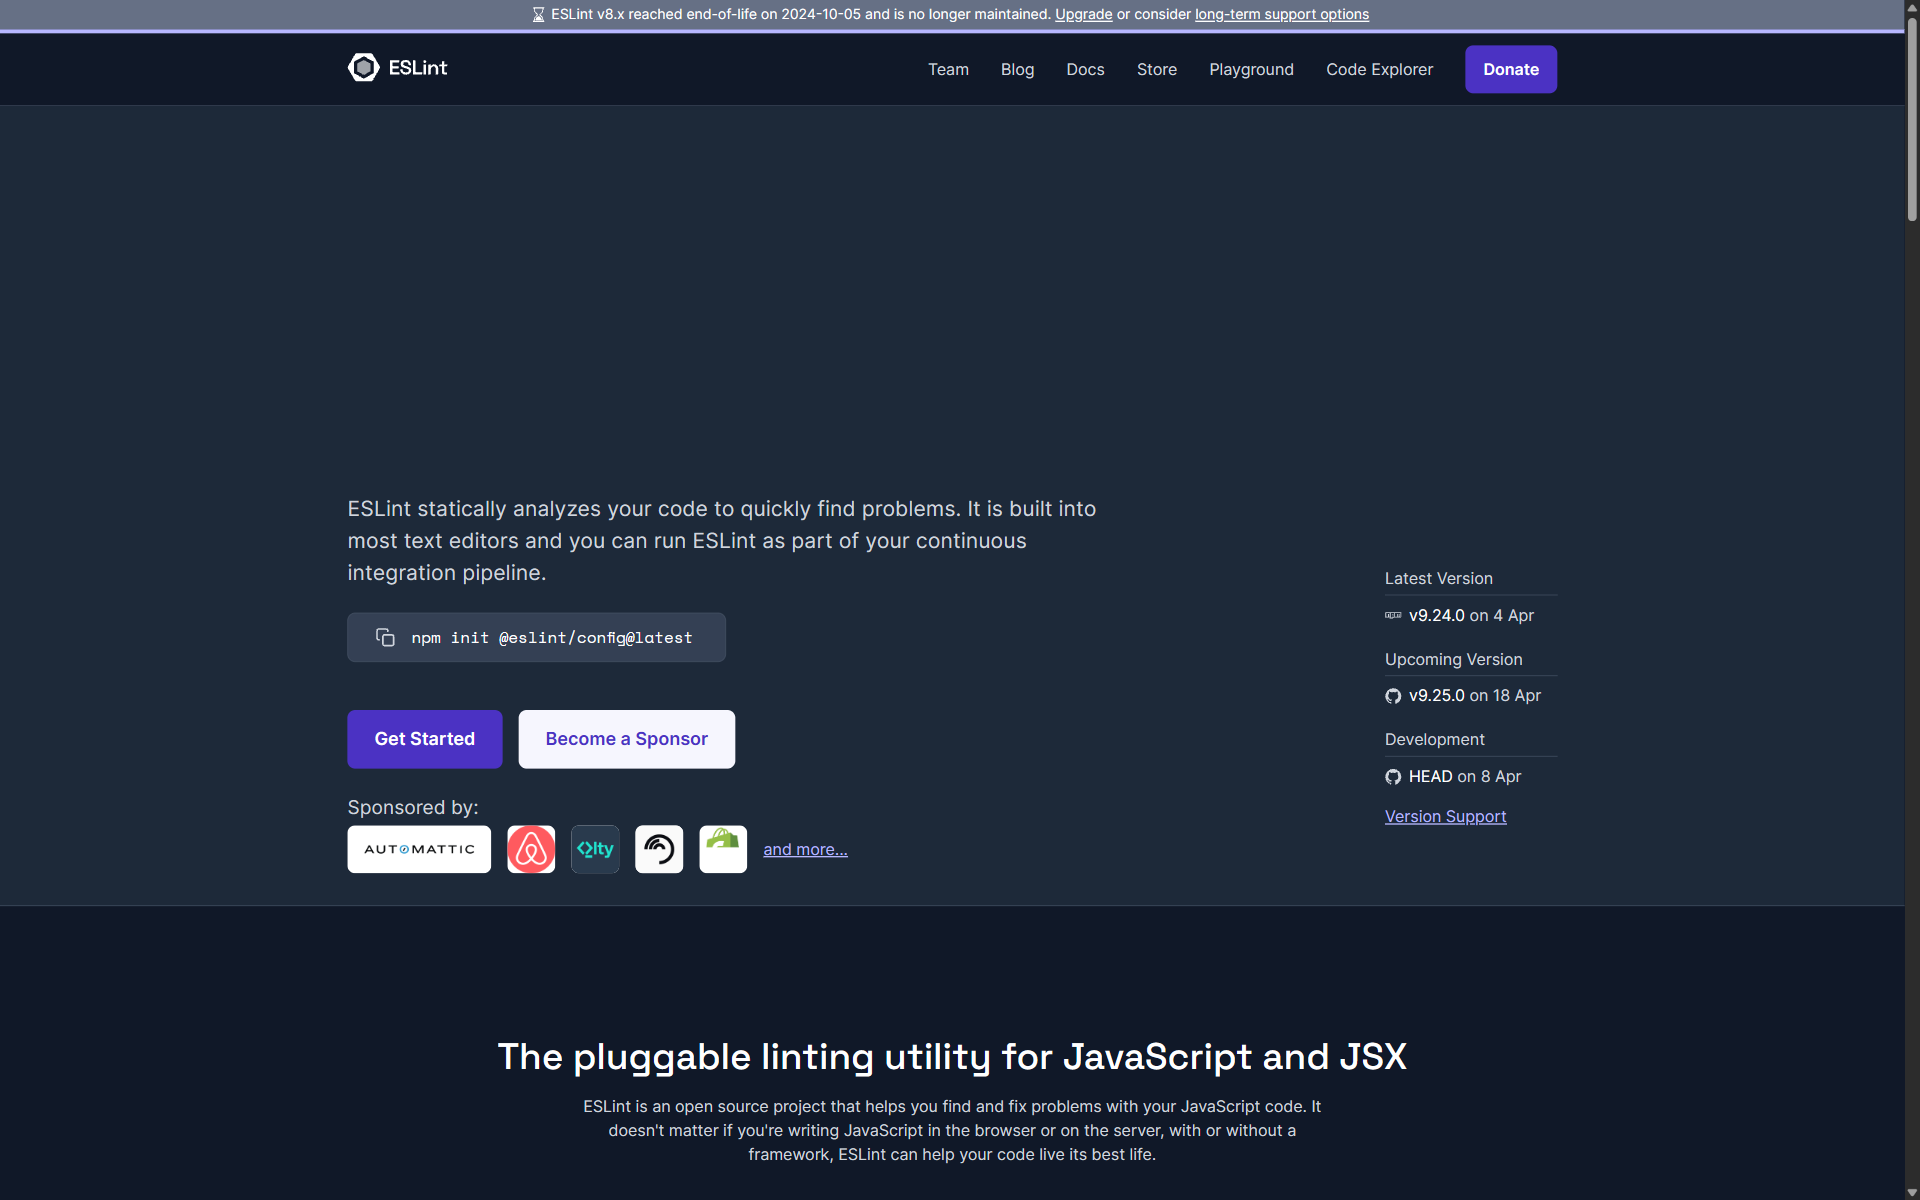 ESLint v8.x reached end-of-life on 2024-10-05 and is no longer maintained. Upgrade or consider long-term support options
ESLint
Team Blog Docs Store Playground Code Explorer Donate
ESLint statically analyzes your code to quickly find problems. It is built into
most text editors and you can run ESLint as part of your continuous
integration pipeline.
npm init @eslint/config@latest
Get Started Become a Sponsor
Sponsored by:
AUTOMATTIC
lty
and more...
Latest Version
v9.24.0 on 4 Apr
Upcoming Version
v9.25.0 on 18 Apr
Development
HEAD on 8 Apr
Version Support
The pluggable linting utility for JavaScript and JSX
ESLint is an open source project that helps you find and fix problems with your JavaScript code. It
doesn't matter if you're writing JavaScript in the browser or on the server, with or without a
framework, ESLint can help your code live its best life.